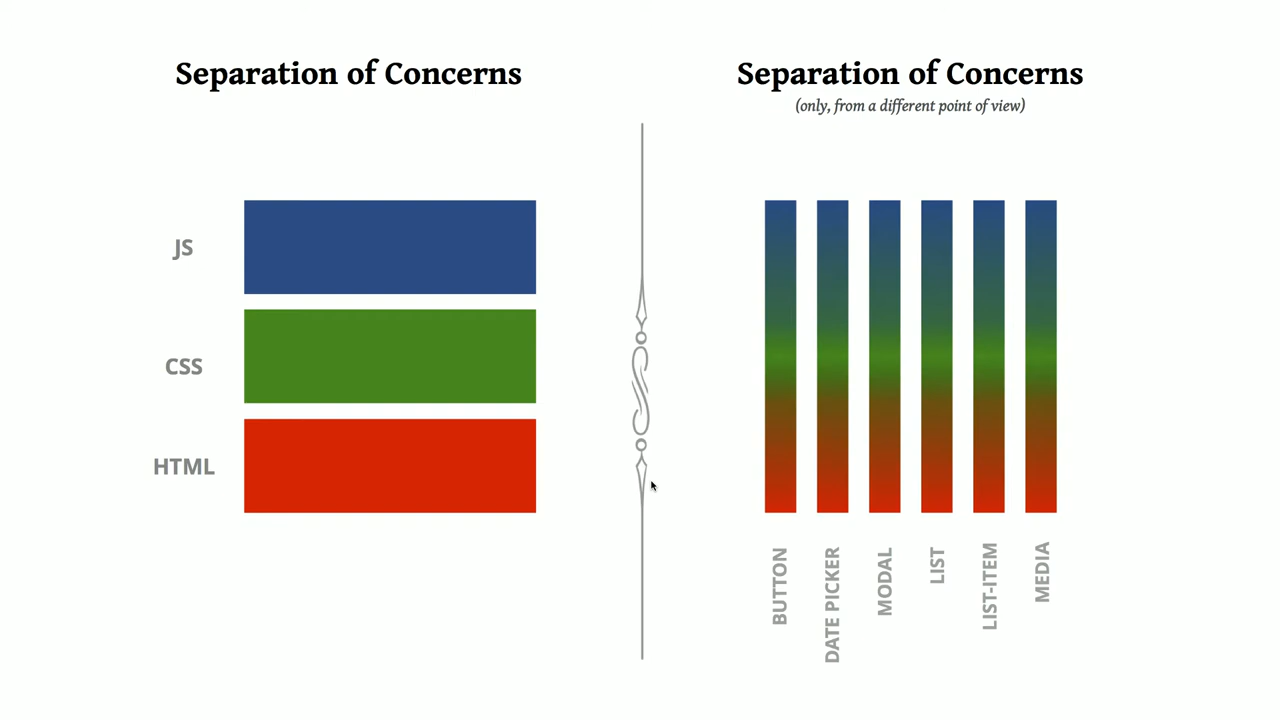 Separation of Concerns
JS
CSS
HTML
Separation of Concerns
(only, from a different point of view)
BUTTON
DATE PICKER
MODAL
LIST
LIST-ITEM
MEDIA